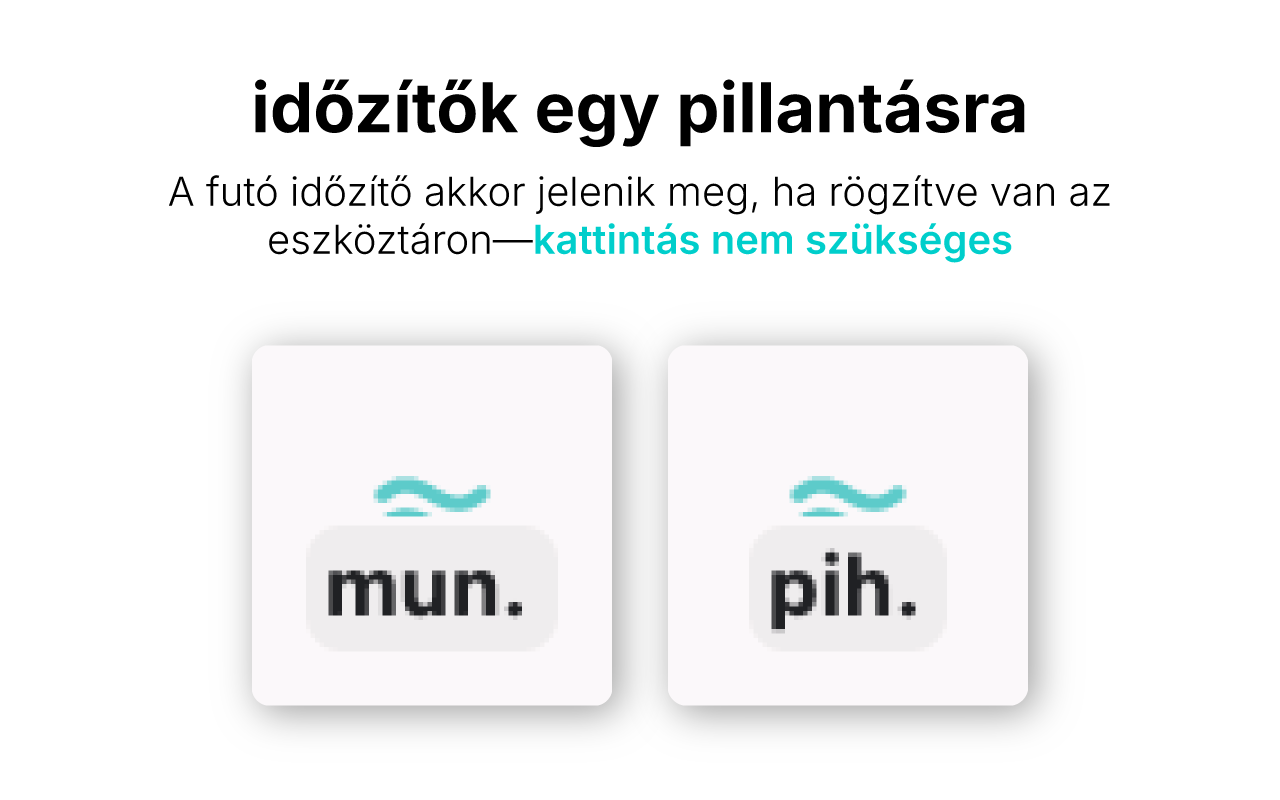 időzítők egy pillantásra
A futó időzítő akkor jelenik meg, ha rögzítve van az
eszköztáron—kattintás nem szükséges
mun.
pih.